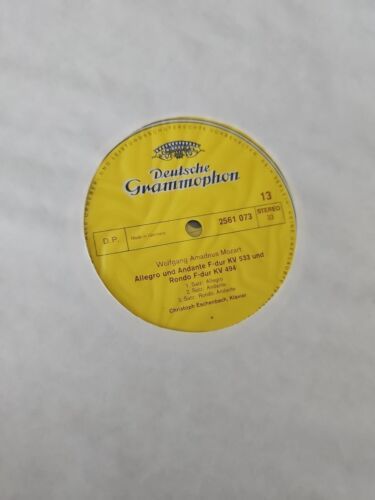 Deutsche
Grammophon
13
D.P.
Made in Germany
2561 073
STEREO
33
Wolfgang Amadeus Mozart
Allegro und Andante F-dur KV 533 und
Rondo F-dur KV 494
1. Satz: Allegro
2. Satz: Andante
3. Satz: Rondo. Andante
Christoph Eschenbach, Klavier